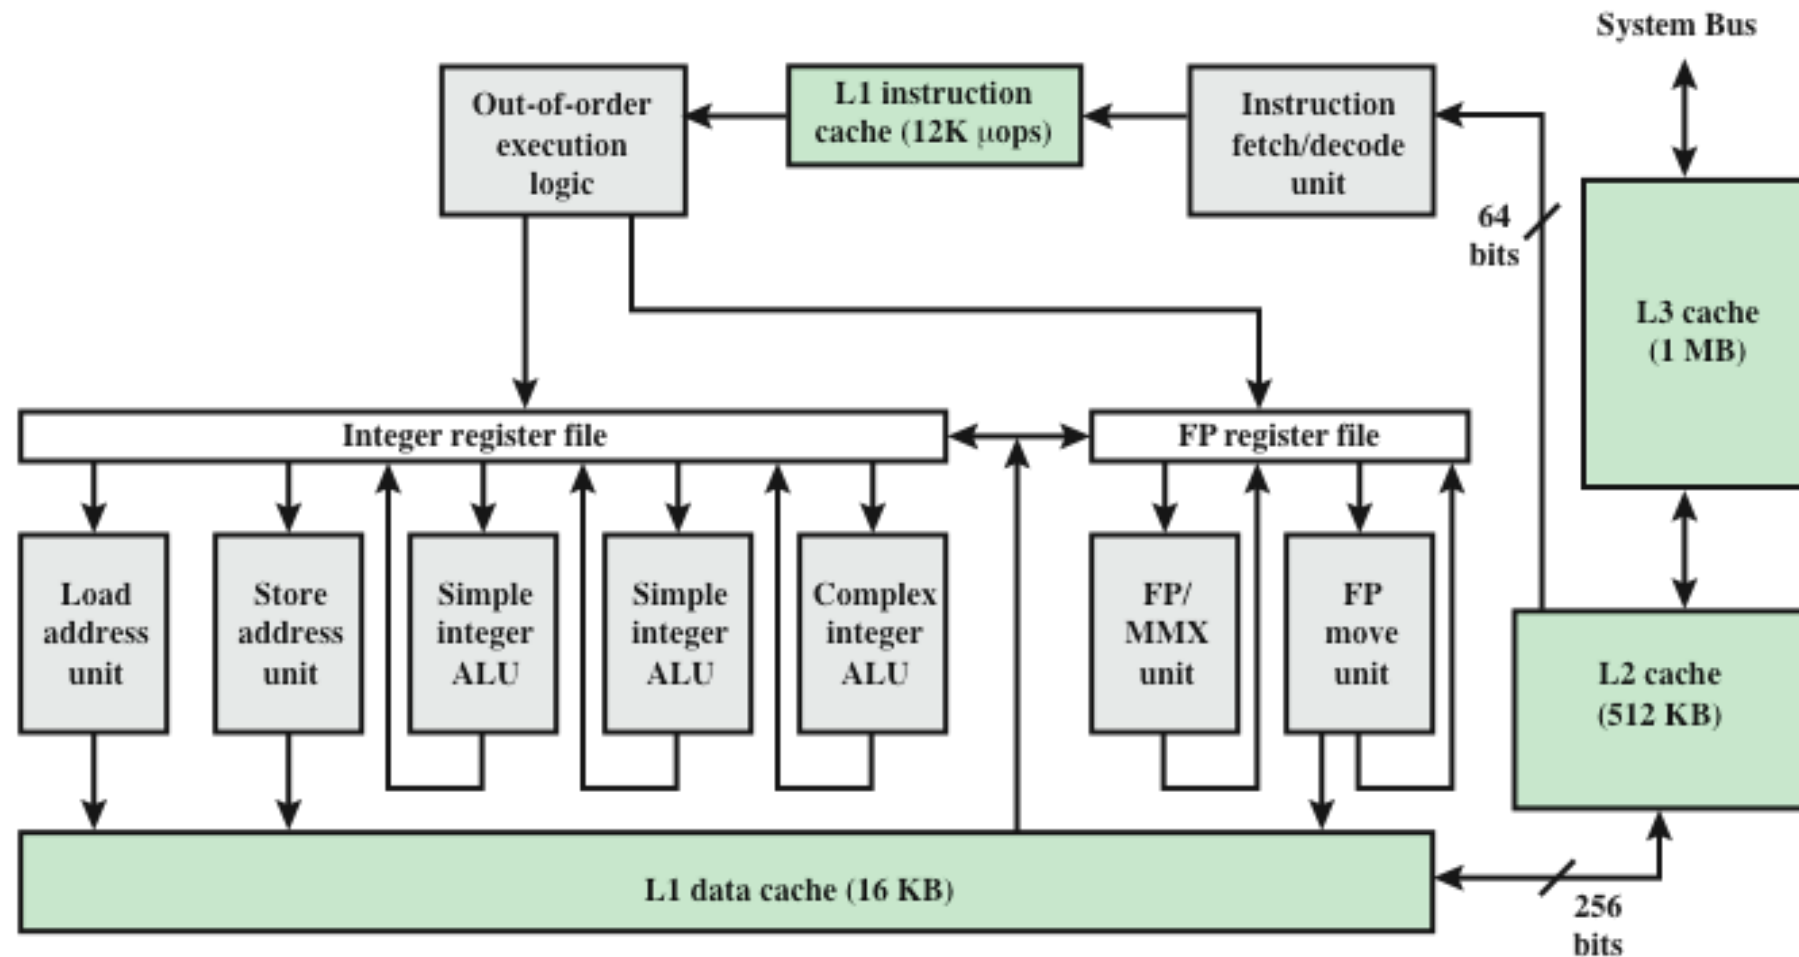 System Bus
Out-of-order
execution
logic
L1 instruction
cache (12K μops)
Instruction
fetch/decode
unit
64
bits
L3 cache
(1 MB)
Integer register file
FP register file
Load
address
unit
Store
address
unit
Simple
integer
ALU
Simple
integer
ALU
Complex
integer
ALU
FP/
MMX
unit
FP
move
unit
L2 cache
(512 KB)
L1 data cache (16 KB)
256
bits